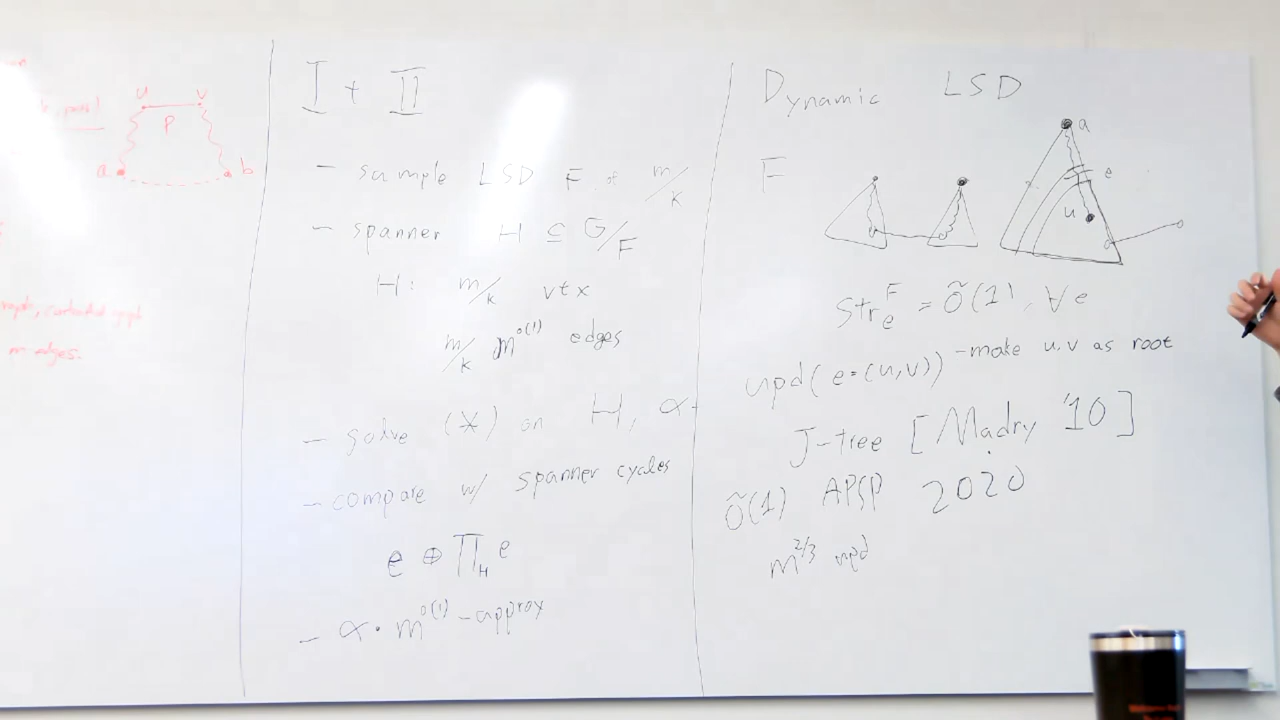 u v
P
a b
m edges.
I + II
- sample LSD F of m/k
- spanner H ⊆ G/F
H: m/k vtx
m/k m^o(1) edges
- solve (*) on H, α
- compare w/ spanner cycles
e ⊕ Π_H e
- α · m^o(1) -approx
Dynamic LSD
F
a
e
u
Str_e^F = Õ(1), ∀e
upd(e=(u,v)) - make u,v as root
J-tree [Madry '10]
Õ(1) APSP 2020
m^2/3 upd